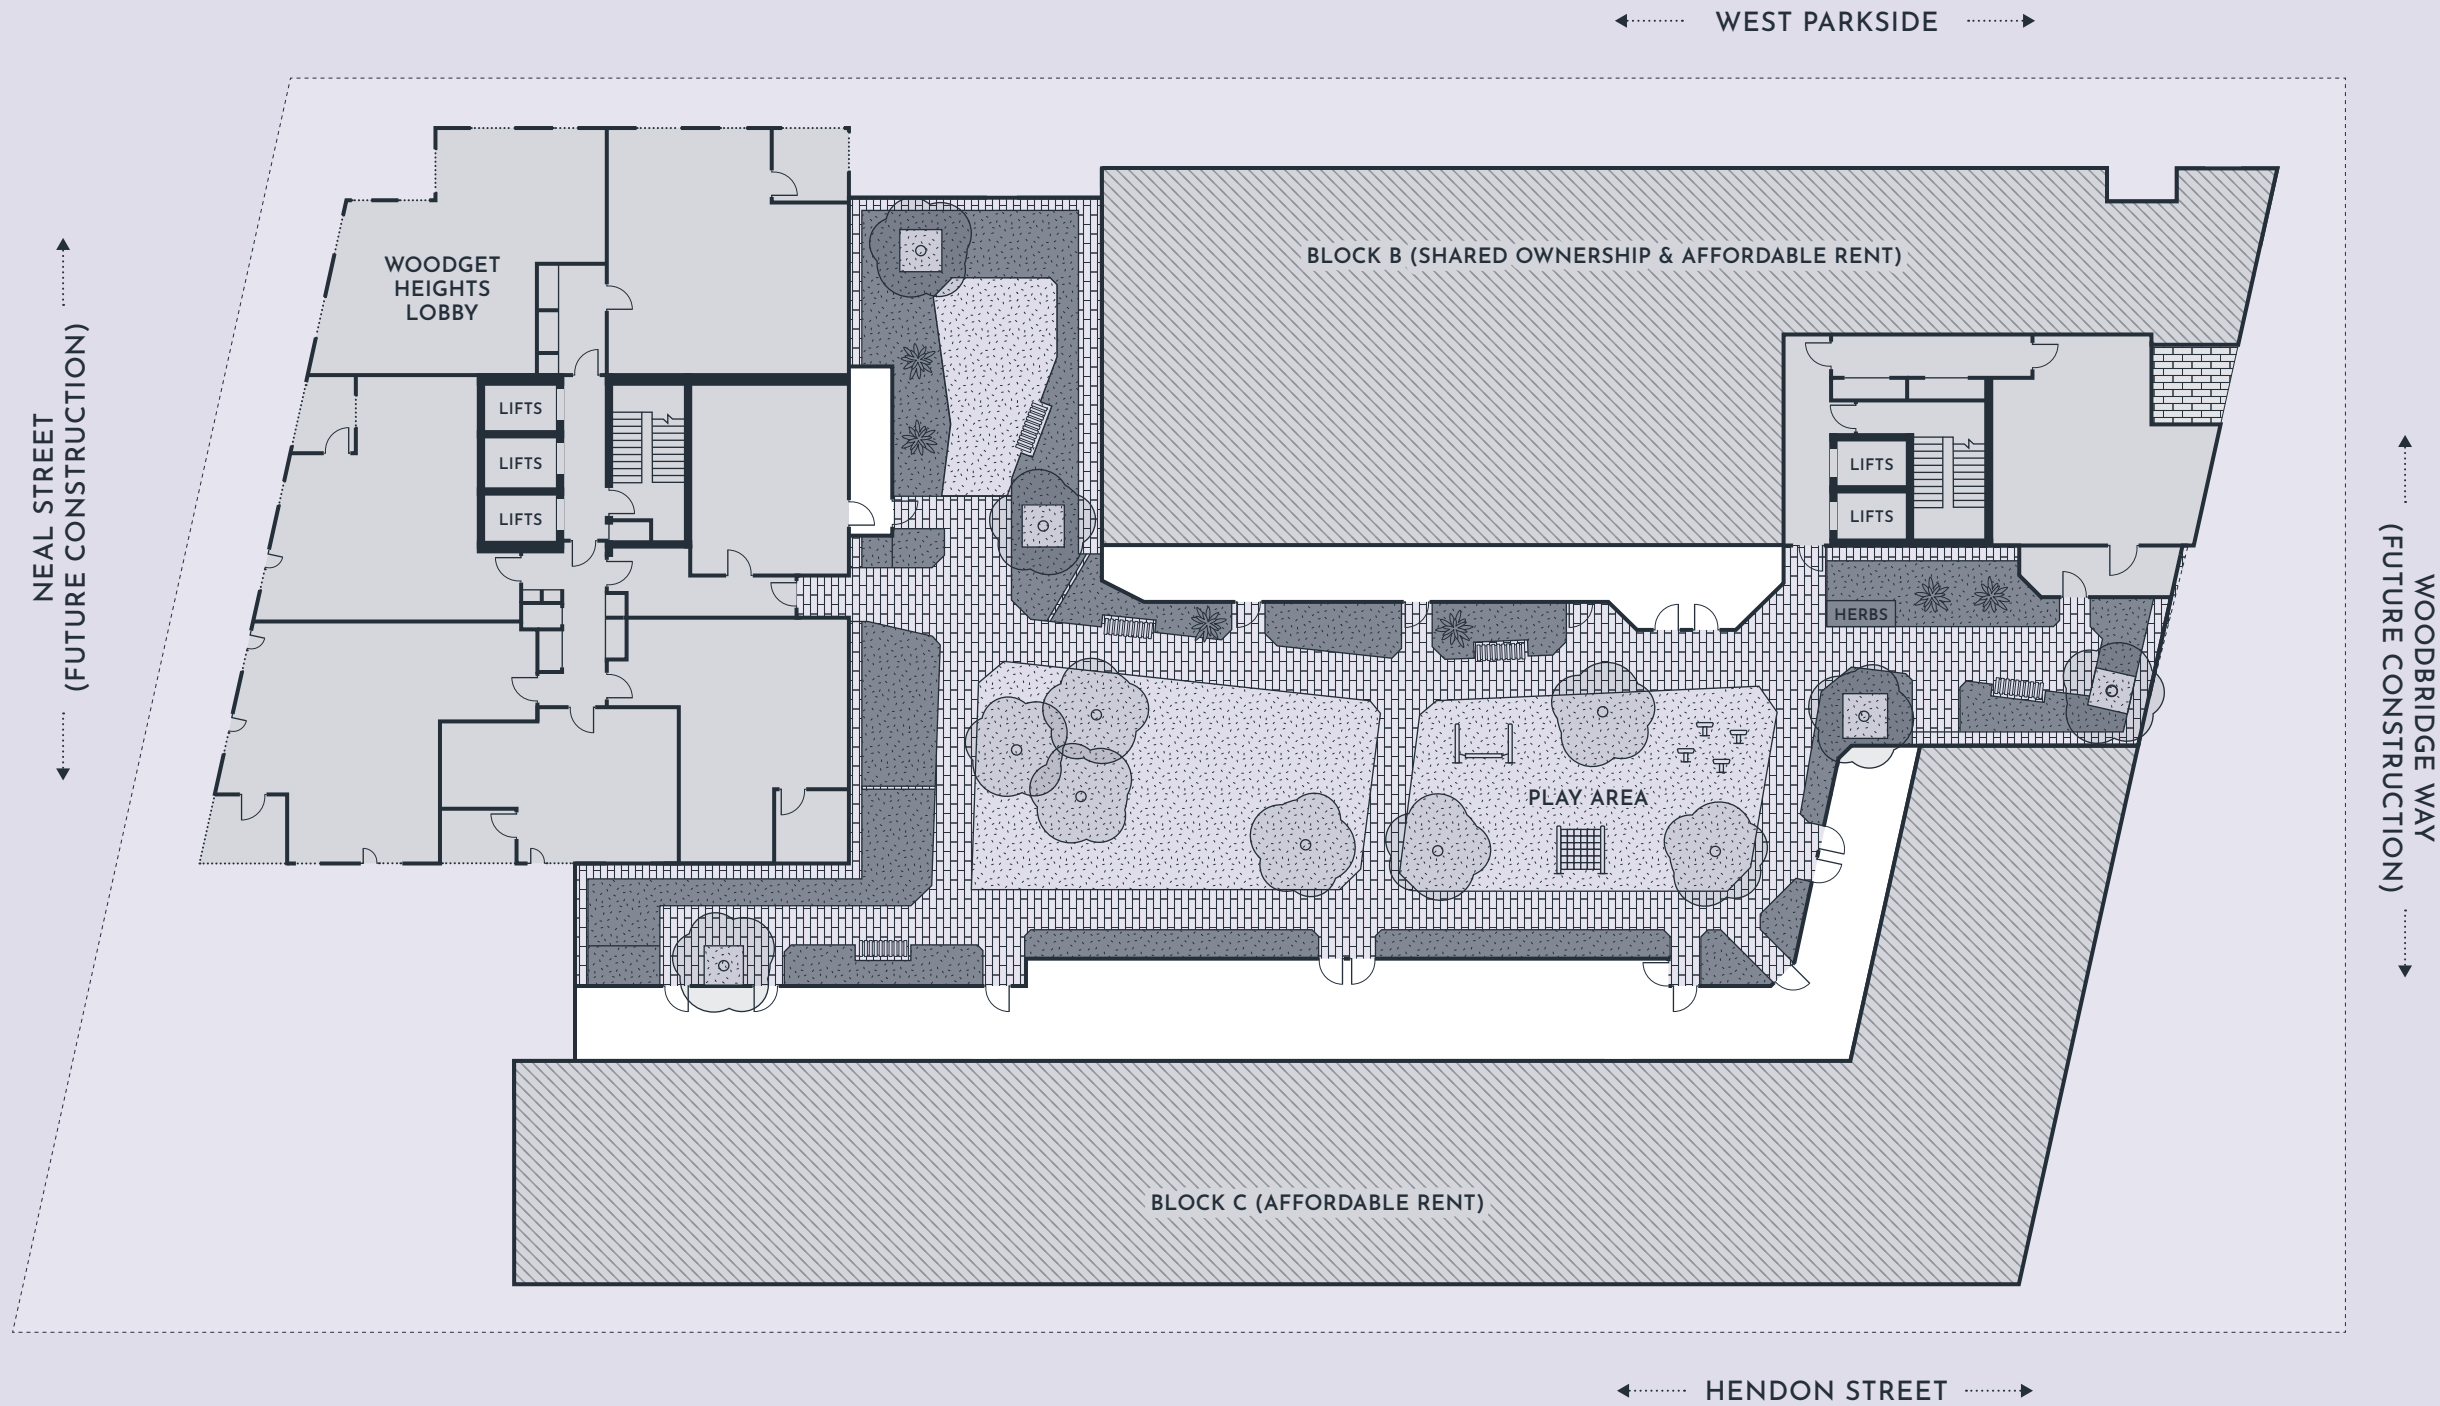 WEST PARKSIDE
WOODGET
HEIGHTS
LOBBY
BLOCK B (SHARED OWNERSHIP & AFFORDABLE RENT)
NEAL STREET
(FUTURE CONSTRUCTION)
LIFTS
LIFTS
LIFTS
LIFTS
LIFTS
HERBS
PLAY AREA
WOODBRIDGE WAY
(FUTURE CONSTRUCTION)
BLOCK C (AFFORDABLE RENT)
HENDON STREET